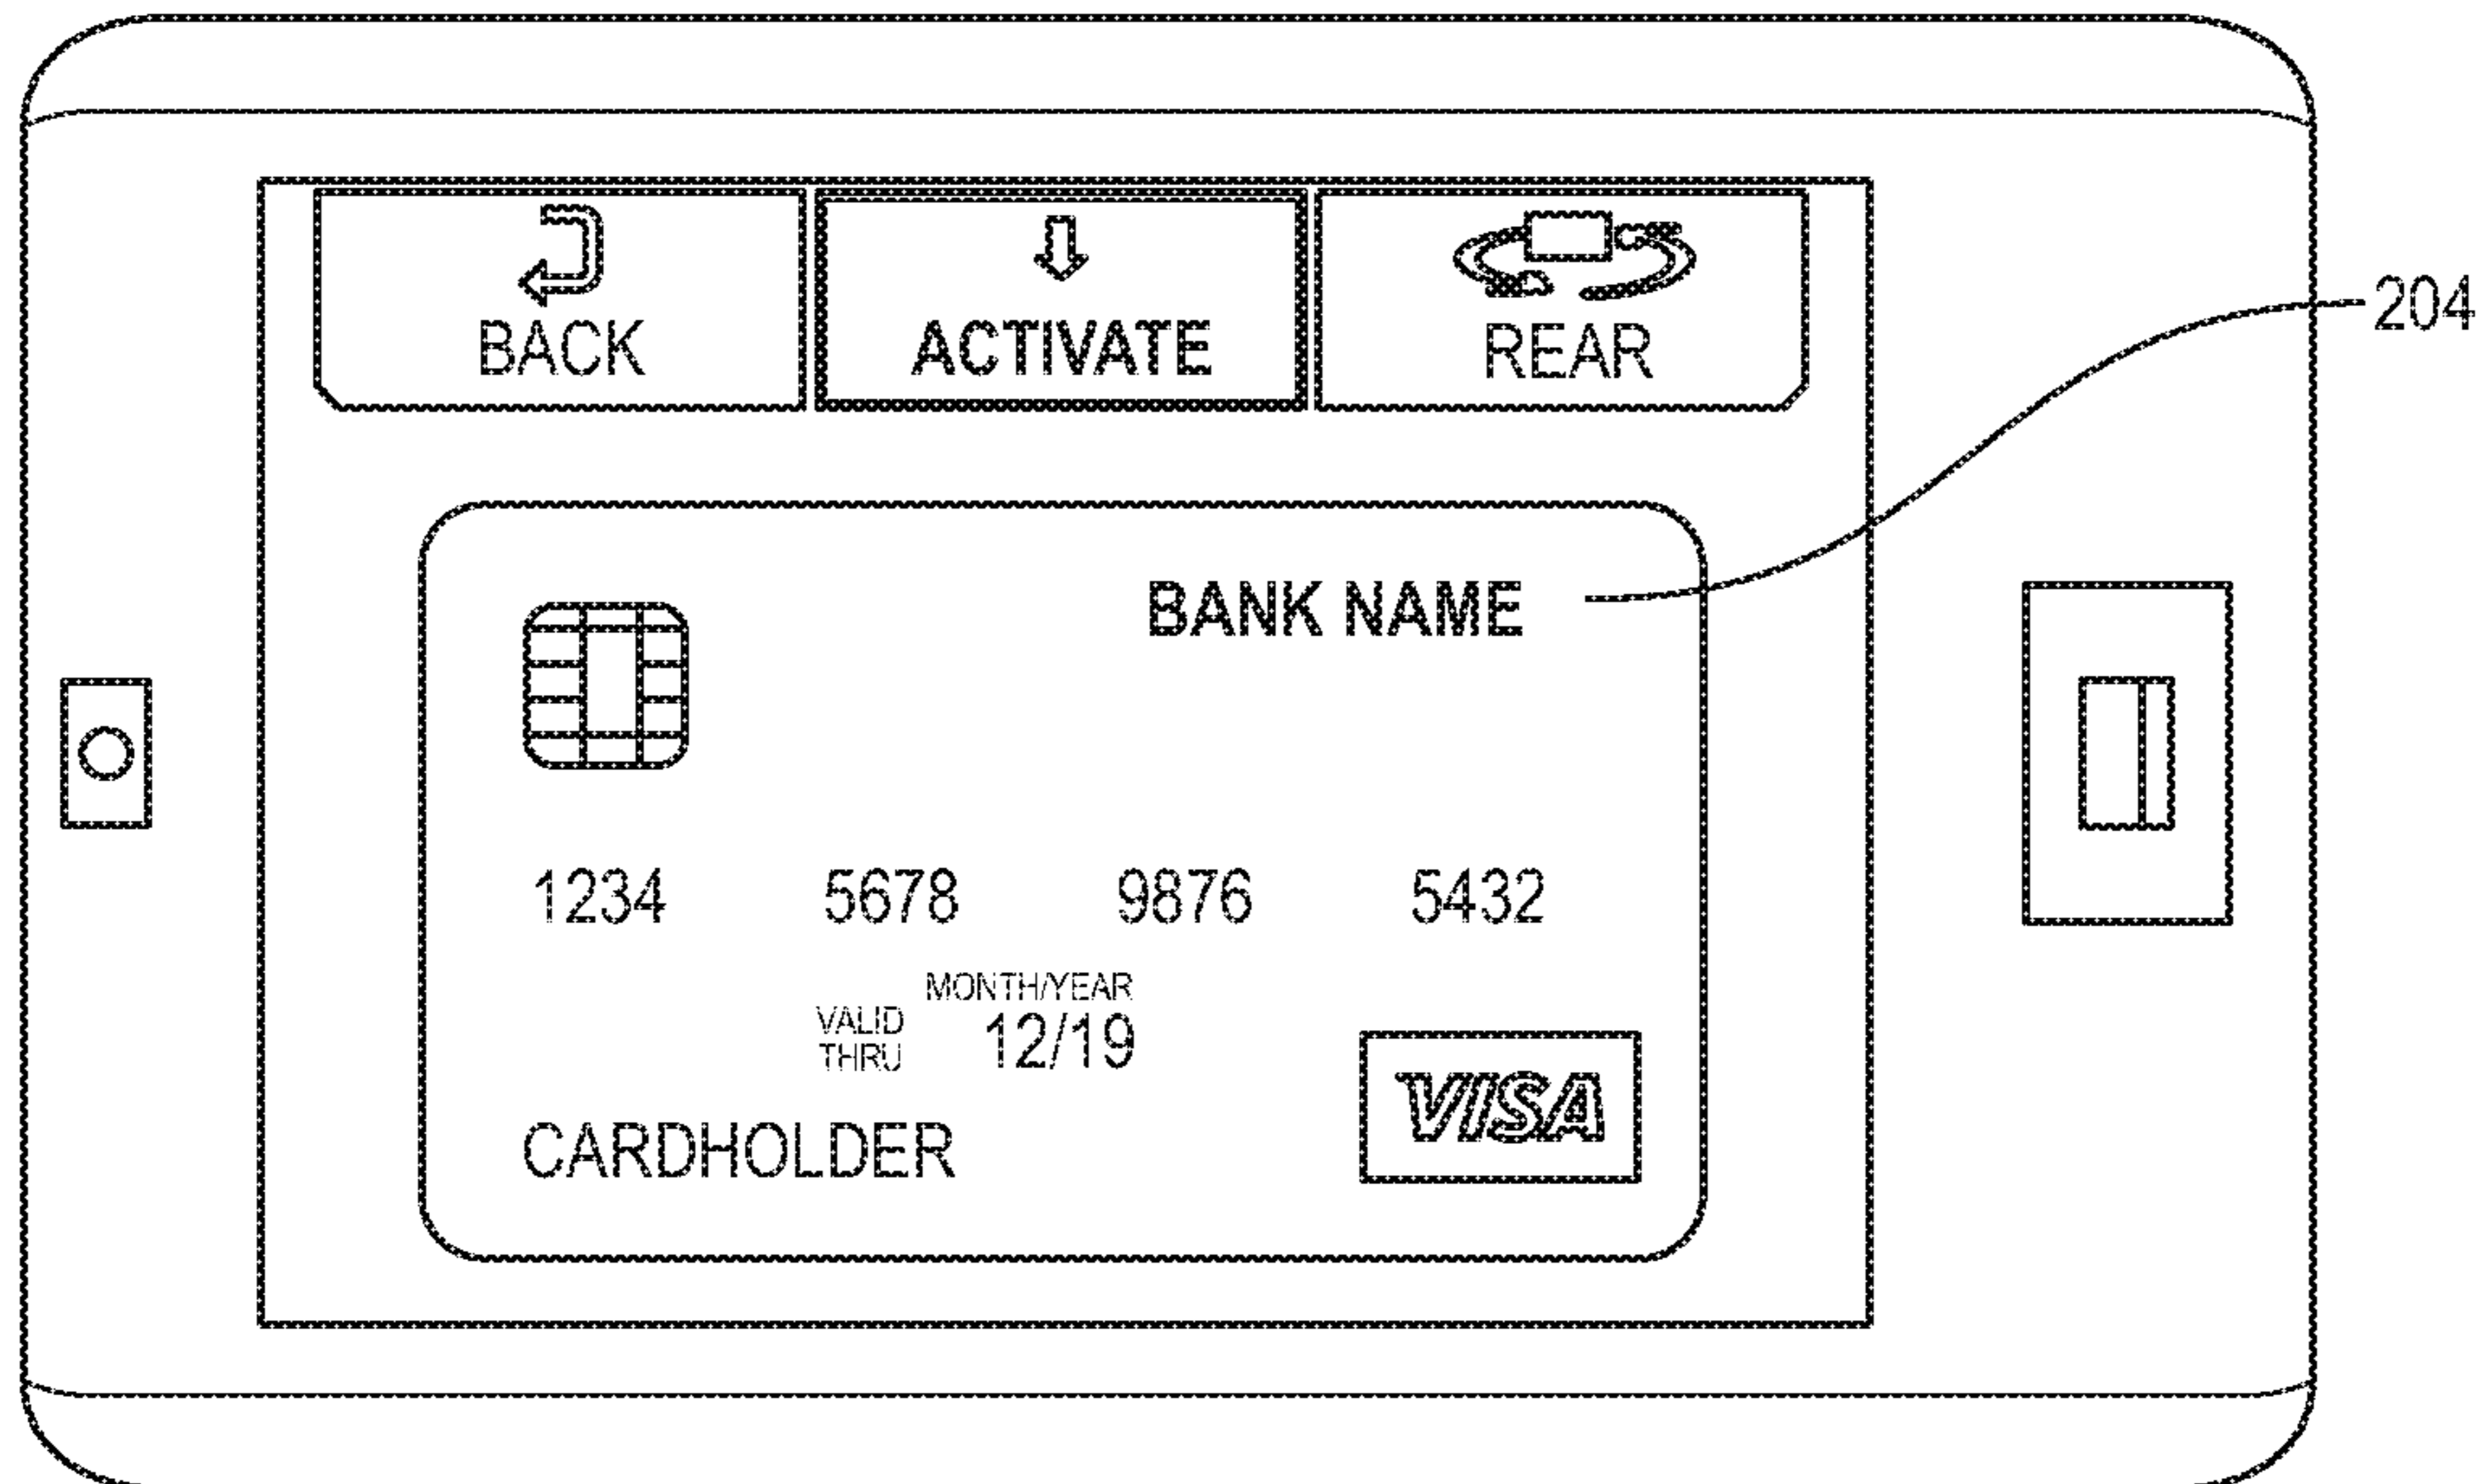 BACK ACTIVATE REAR
204
BANK NAME
1234 5678 9876 5432
MONTH/YEAR
VALID THRU 12/19
CARDHOLDER
VISA